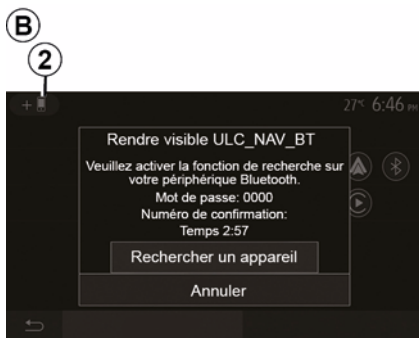 B
2
27°C 6:46 PM
Rendre visible ULC_NAV_BT
Veuillez activer la fonction de recherche sur
votre périphérique Bluetooth.
Mot de passe: 0000
Numéro de confirmation:
Temps 2:57
Rechercher un appareil
Annuler